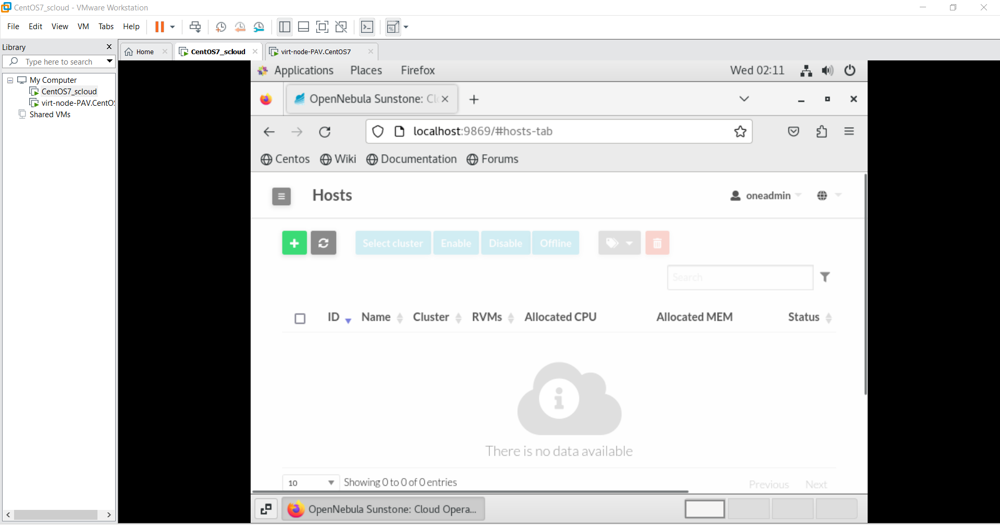 CentOS7_scloud - VMware Workstation
File Edit View VM Tabs Help
Library
Home CentOS7_scloud virt-node-PAV.CentOS7
Type here to search
My Computer
CentOS7_scloud
virt-node-PAV.CentO
Shared VMs
Applications Places Firefox Wed 02:11
OpenNebula Sunstone: Cl
localhost:9869/#hosts-tab
Centos Wiki Documentation Forums
Hosts oneadmin
Select cluster Enable Disable Offline
Search
ID Name Cluster RVMs Allocated CPU Allocated MEM Status
There is no data available
10 Showing 0 to 0 of 0 entries Previous Next
OpenNebula Sunstone: Cloud Opera...